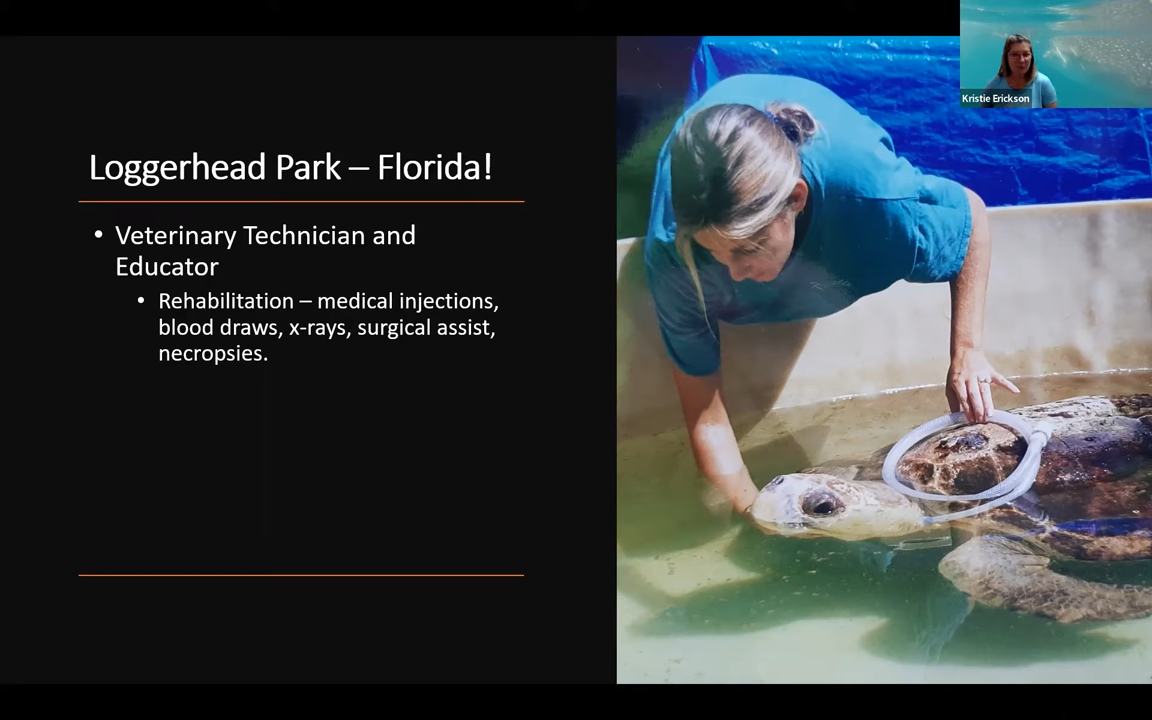 Kristie Erickson
Loggerhead Park – Florida!
• Veterinary Technician and
Educator
• Rehabilitation – medical injections,
blood draws, x-rays, surgical assist,
necropsies.